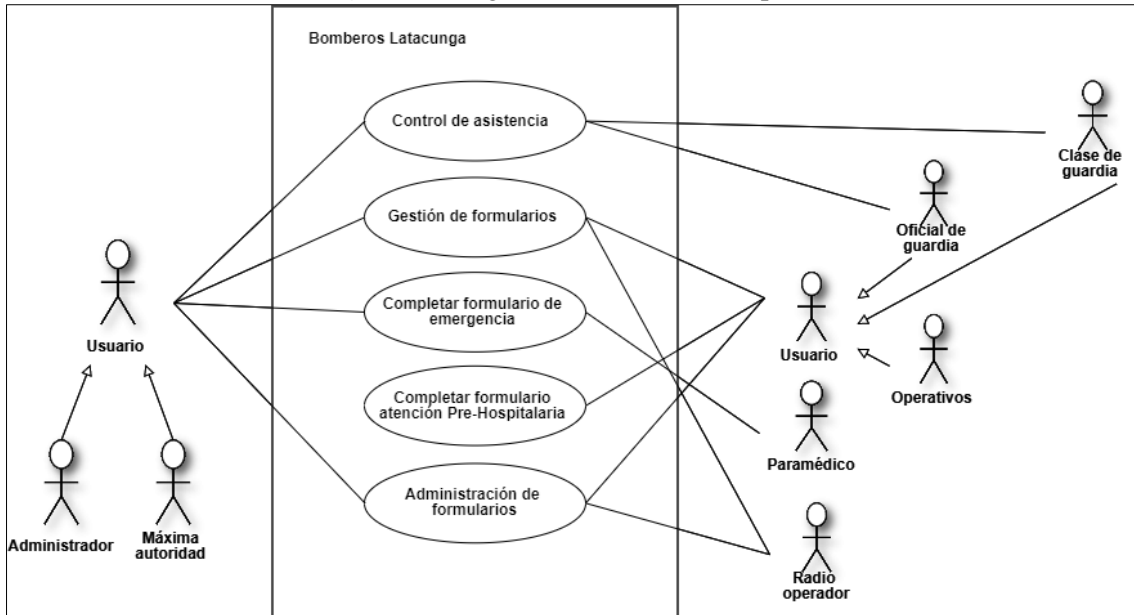 Bomberos Latacunga
Control de asistencia
Gestión de formularios
Completar formulario de
emergencia
Completar formulario
atención Pre-Hospitalaria
Administración de
formularios
Usuario
Administrador
Máxima
autoridad
Clase de
guardia
Oficial de
guardia
Usuario
Operativos
Paramédico
Radio
operador